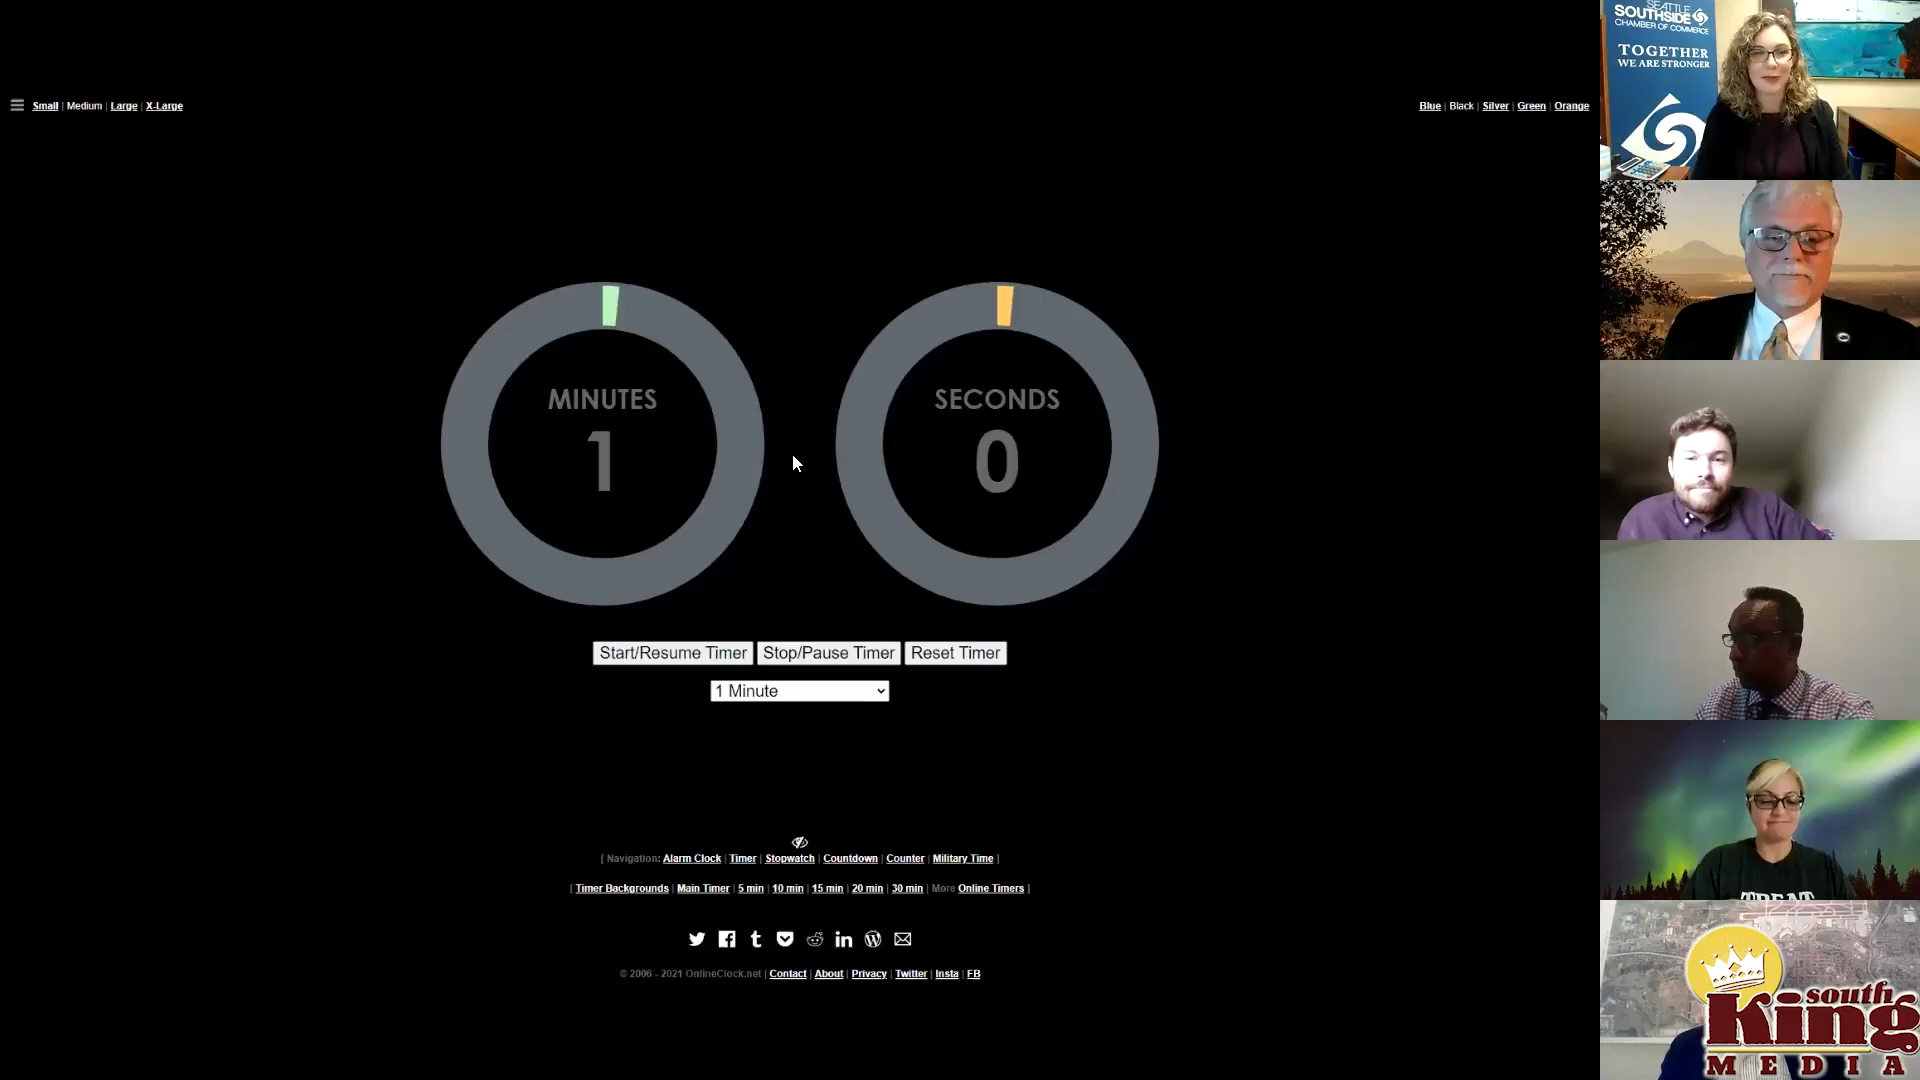 Small | Medium | Large | X-Large
Blue | Black | Silver | Green | Orange
MINUTES
1
SECONDS
0
Start/Resume Timer
Stop/Pause Timer
Reset Timer
1 Minute
[ Navigation: Alarm Clock | Timer | Stopwatch | Countdown | Counter | Military Time ]
[ Timer Backgrounds | Main Timer | 5 min | 10 min | 15 min | 20 min | 30 min | More Online Timers ]
© 2006 - 2021 OnlineClock.net | Contact | About | Privacy | Twitter | Insta | FB
SEATTLE
SOUTHSIDE
CHAMBER OF COMMERCE
TOGETHER
WE ARE STRONGER
TREAT
south
King
MEDIA